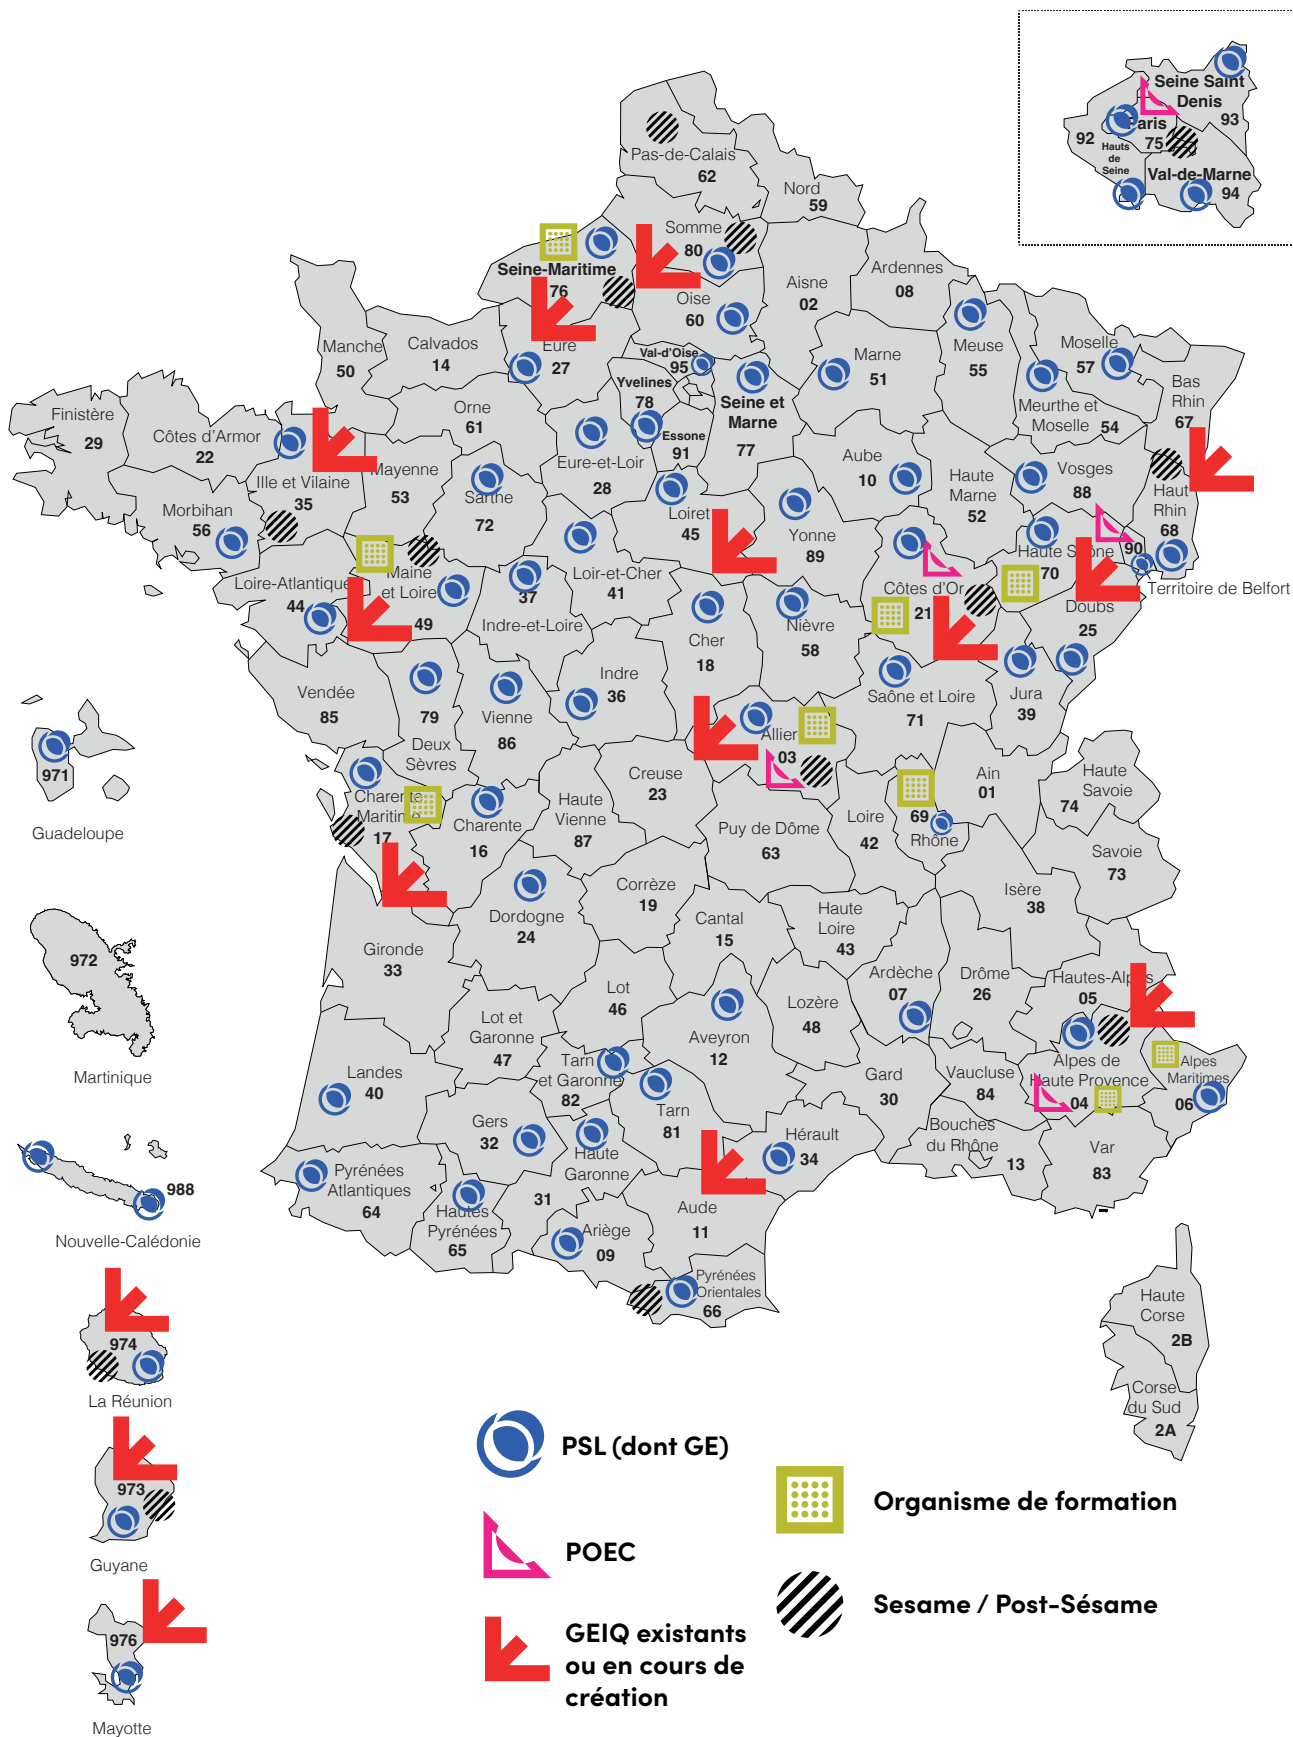 Seine Saint
Denis
93
92
Paris
75
Hauts
de
Seine
Val-de-Marne
94
Pas-de-Calais
62
Nord
59
Somme
80
Seine-Maritime
76
Oise
60
Aisne
02
Ardennes
08
Manche
50
Calvados
14
Eure
27
Val-d'Oise
95
Yvelines
78
Essone
91
Seine et
Marne
77
Marne
51
Meuse
55
Moselle
57
Meurthe et
Moselle
54
Bas
Rhin
67
Finistère
29
Côtes d'Armor
22
Orne
61
Ille et Vilaine
35
Mayenne
53
Sarthe
72
Eure-et-Loir
28
Aube
10
Haute
Marne
52
Vosges
88
Haut
Rhin
68
Morbihan
56
Loiret
45
Yonne
89
Haute Saône
70
90
Territoire de Belfort
Loire-Atlantique
44
Maine
et Loire
49
37
Indre-et-Loire
Loir-et-Cher
41
Cher
18
Nièvre
58
Côtes d'Or
21
Doubs
25
Vendée
85
79
Deux
Sèvres
Vienne
86
Indre
36
Allier
03
Saône et Loire
71
Jura
39
971
Guadeloupe
Charente
Maritime
17
Charente
16
Haute
Vienne
87
Creuse
23
Puy de Dôme
63
Loire
42
69
Rhône
Ain
01
Haute
Savoie
74
Savoie
73
Dordogne
24
Corrèze
19
Cantal
15
Haute
Loire
43
Isère
38
972
Martinique
Gironde
33
Lot
46
Lot et
Garonne
47
Aveyron
12
Lozère
48
Ardèche
07
Drôme
26
Hautes-Alpes
05
Landes
40
Tarn
et Garonne
82
Tarn
81
Gard
30
Vaucluse
84
Alpes de
Haute Provence
04
Alpes
Maritimes
06
Gers
32
Haute
Garonne
31
Hérault
34
Bouches
du Rhône
13
Var
83
988
Nouvelle-Calédonie
Pyrénées
Atlantiques
64
Hautes
Pyrénées
65
Ariège
09
Aude
11
Pyrénées
Orientales
66
Haute
Corse
2B
Corse
du Sud
2A
974
La Réunion
973
Guyane
976
Mayotte
PSL (dont GE)
POEC
GEIQ existants
ou en cours de
création
Organisme de formation
Sesame / Post-Sésame